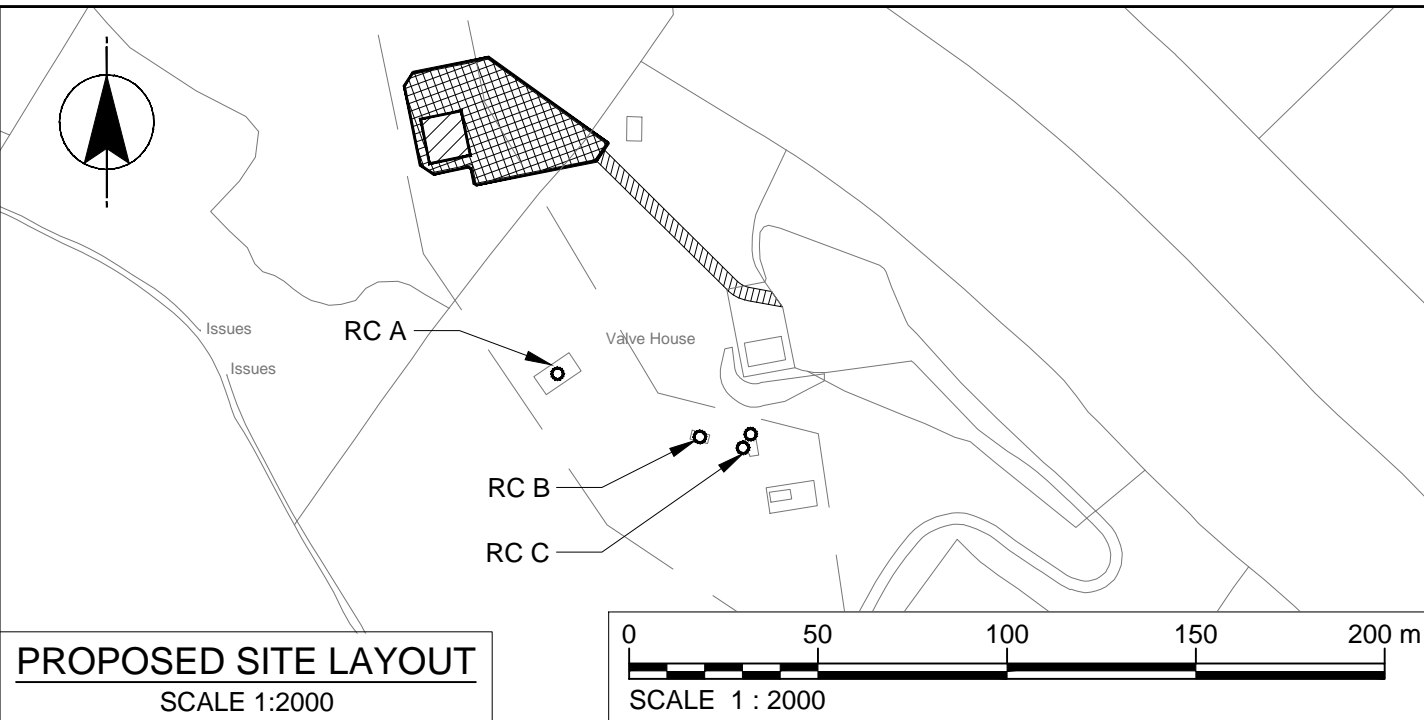 Issues
RC A
Valve House
Issues
RC B
RC C
PROPOSED SITE LAYOUT
SCALE 1:2000
0 50 100 150 200 m
SCALE 1 : 2000